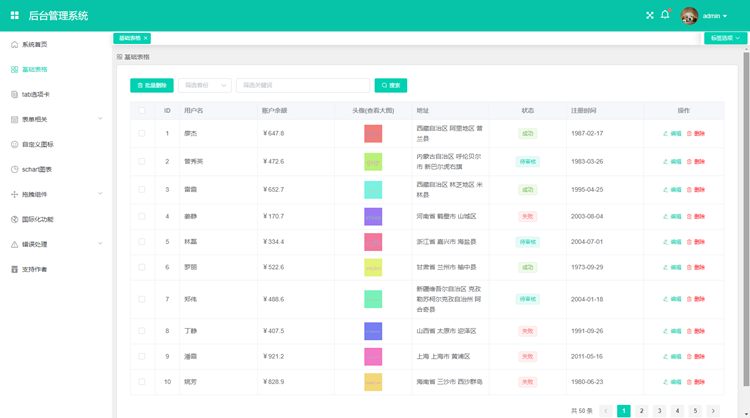 后台管理系统
admin
系统首页
基础表格
tab选项卡
表单相关
自定义图标
schart图表
拖拽组件
国际化功能
错误处理
支持作者
基础表格 ×
标签选项
基础表格
批量删除 筛选省份 筛选关键词 搜索
ID 用户名 账户余额 头像(查看大图) 地址 状态 注册时间 操作
1 廖杰 ¥647.8 西藏自治区 阿里地区 普兰县 成功 1987-02-17 编辑 删除
2 曾秀英 ¥472.6 内蒙古自治区 呼伦贝尔市 新巴尔虎右旗 待审核 1983-03-26 编辑 删除
3 雷霞 ¥652.7 西藏自治区 林芝地区 米林县 成功 1995-04-25 编辑 删除
4 姜静 ¥170.7 河南省 鹤壁市 山城区 失败 2003-08-04 编辑 删除
5 林磊 ¥334.4 浙江省 嘉兴市 海盐县 待审核 2004-07-01 编辑 删除
6 罗丽 ¥522.6 甘肃省 兰州市 榆中县 成功 1973-09-29 编辑 删除
7 郑伟 ¥488.6 新疆维吾尔自治区 克孜勒苏柯尔克孜自治州 阿合奇县 待审核 2004-01-18 编辑 删除
8 丁静 ¥407.5 山西省 太原市 迎泽区 失败 1991-09-26 编辑 删除
9 潘霞 ¥921.2 上海 上海市 黄浦区 失败 2011-05-16 编辑 删除
10 姚芳 ¥828.9 海南省 三沙市 西沙群岛 失败 1980-06-23 编辑 删除
共 50 条 1 2 3 4 5